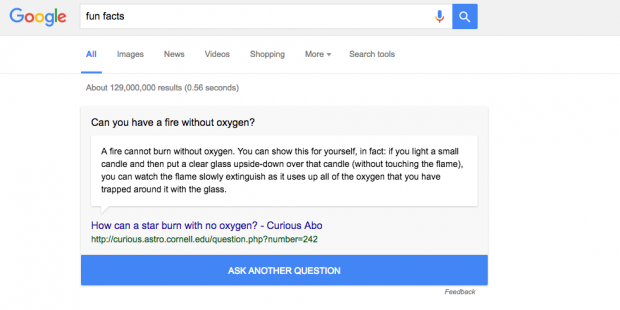 Google
fun facts
All Images News Videos Shopping More Search tools
About 129,000,000 results (0.56 seconds)
Can you have a fire without oxygen?
A fire cannot burn without oxygen. You can show this for yourself, in fact: if you light a small
candle and then put a clear glass upside-down over that candle (without touching the flame),
you can watch the flame slowly extinguish as it uses up all of the oxygen that you have
trapped around it with the glass.
How can a star burn with no oxygen? - Curious Abo
http://curious.astro.cornell.edu/question.php?number=242
ASK ANOTHER QUESTION
Feedback